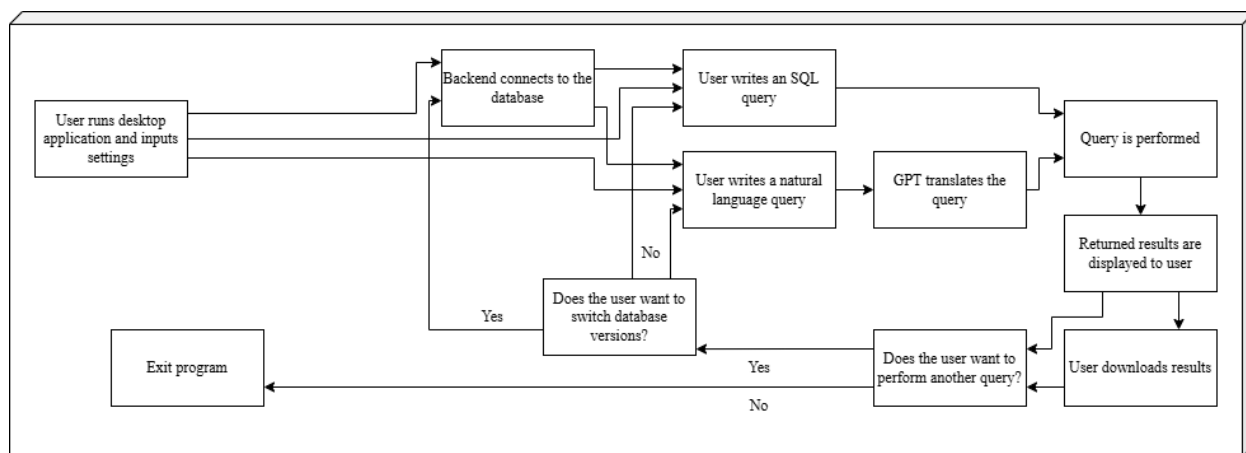 Backend connects to the
database
User writes an SQL
query
User runs desktop
application and inputs
settings
Query is performed
User writes a natural
language query
GPT translates the
query
No
Returned results are
displayed to user
Does the user want to
switch database
versions?
Yes
Exit program
Yes
Does the user want to
perform another query?
User downloads results
No